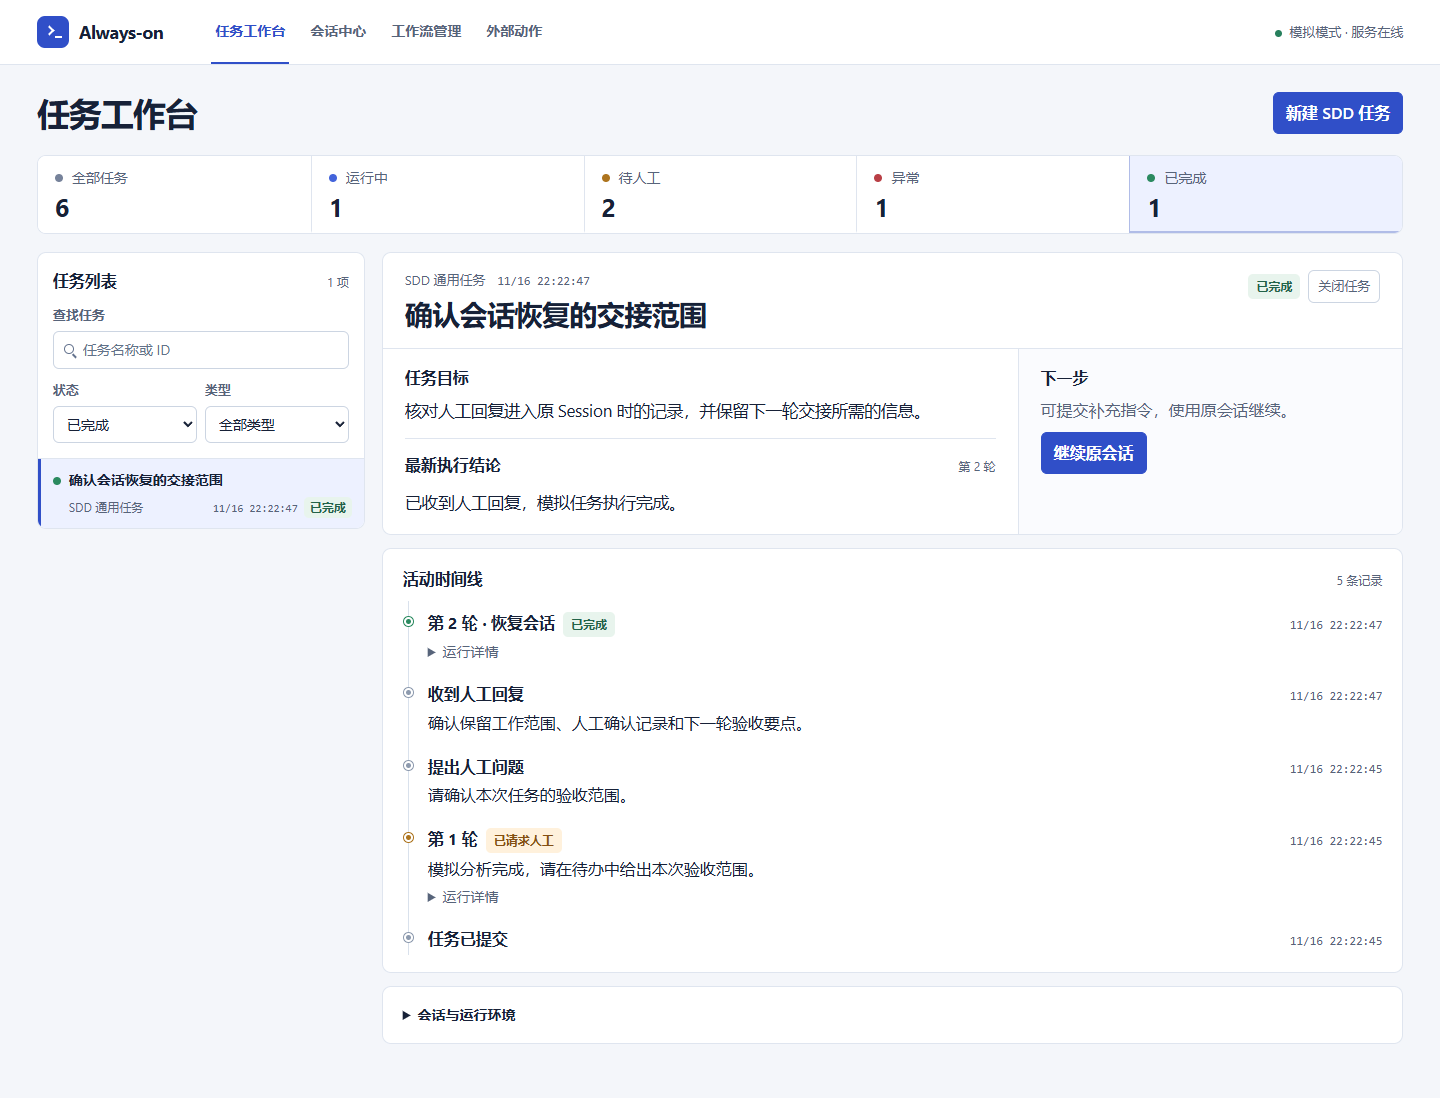 Always-on
任务工作台
会话中心
工作流管理
外部动作
模拟模式 · 服务在线
任务工作台
新建 SDD 任务
全部任务
6
运行中
1
待人工
2
异常
1
已完成
1
任务列表
1 项
查找任务
任务名称或 ID
状态
类型
已完成
全部类型
确认会话恢复的交接范围
SDD 通用任务
11/16 22:22:47
已完成
SDD 通用任务
11/16 22:22:47
已完成
关闭任务
确认会话恢复的交接范围
任务目标
核对人工回复进入原 Session 时的记录，并保留下一轮交接所需的信息。
最新执行结论
第 2 轮
已收到人工回复，模拟任务执行完成。
下一步
可提交补充指令，使用原会话继续。
继续原会话
活动时间线
5 条记录
第 2 轮 · 恢复会话
已完成
11/16 22:22:47
运行详情
收到人工回复
11/16 22:22:47
确认保留工作范围、人工确认记录和下一轮验收要点。
提出人工问题
11/16 22:22:45
请确认本次任务的验收范围。
第 1 轮
已请求人工
11/16 22:22:45
模拟分析完成，请在待办中给出本次验收范围。
运行详情
任务已提交
11/16 22:22:45
会话与运行环境